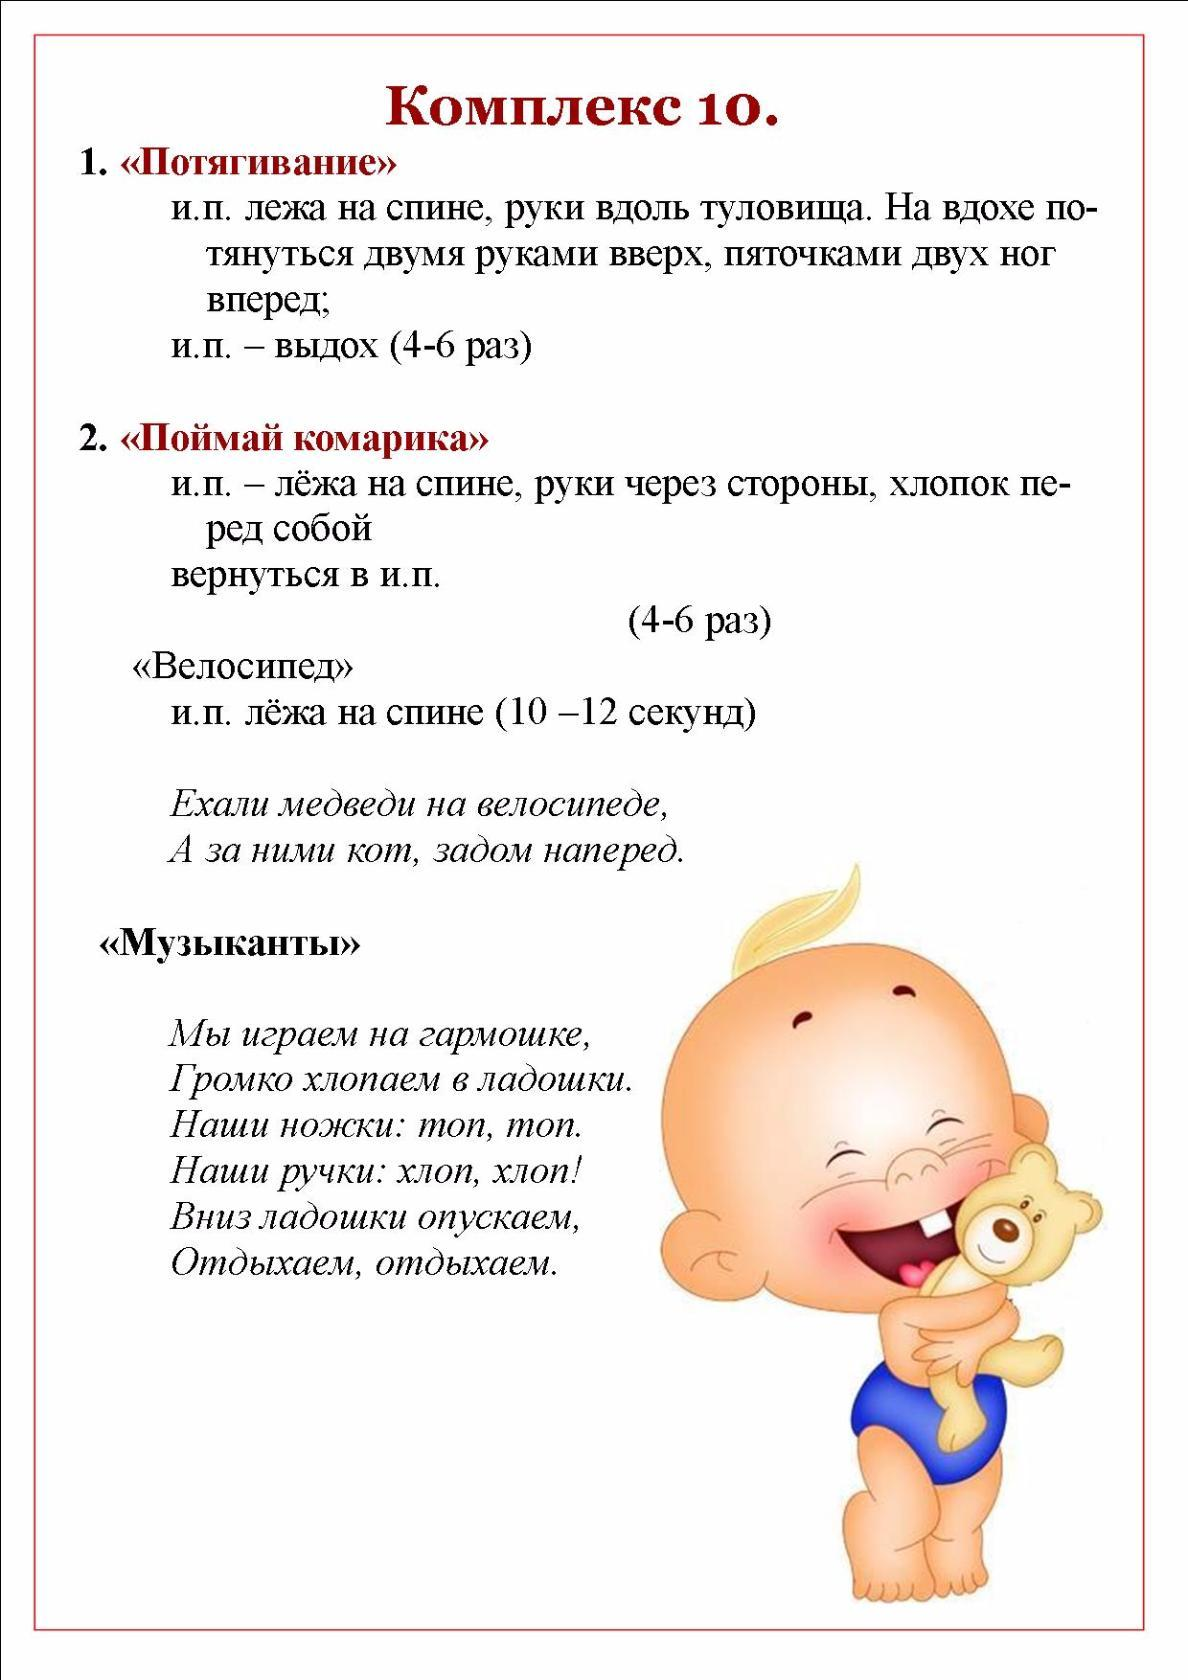 Комплекс 10.
1. «Потягивание»
и.п. лежа на спине, руки вдоль туловища. На вдохе по-
тянуться двумя руками вверх, пяточками двух ног
вперед;
и.п. – выдох (4-6 раз)
2. «Поймай комарика»
и.п. – лёжа на спине, руки через стороны, хлопок пе-
ред собой
вернуться в и.п.
(4-6 раз)
«Велосипед»
и.п. лёжа на спине (10 –12 секунд)
Ехали медведи на велосипеде,
А за ними кот, задом наперед.
«Музыканты»
Мы играем на гармошке,
Громко хлопаем в ладошки.
Наши ножки: топ, топ.
Наши ручки: хлоп, хлоп!
Вниз ладошки опускаем,
Отдыхаем, отдыхаем.